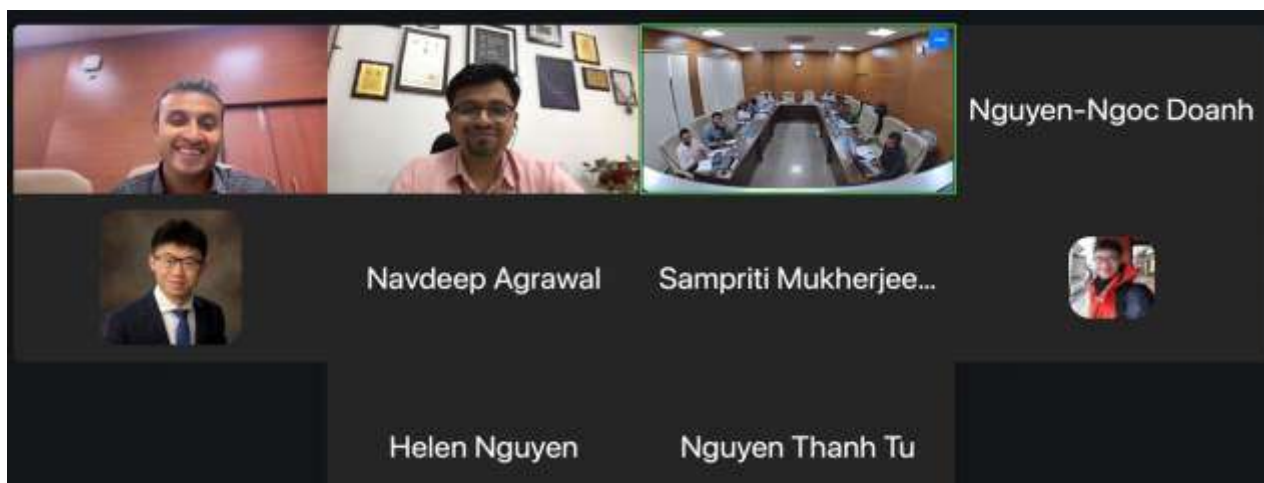 Nguyen-Ngoc Doanh
Navdeep Agrawal
Sampriti Mukherjee...
Helen Nguyen
Nguyen Thanh Tu